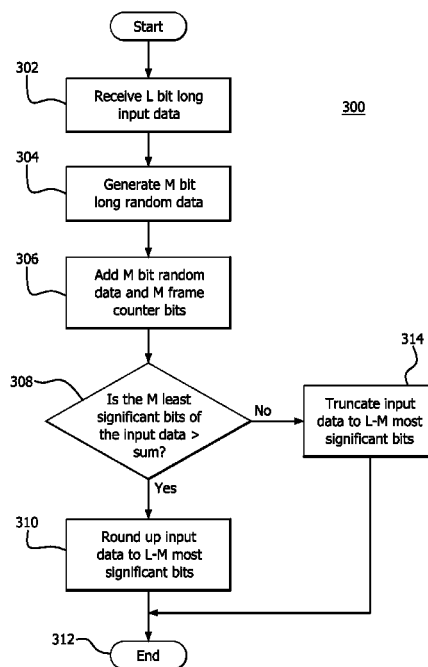 Start
302
Receive L bit long
input data
300
304
Generate M bit
long random data
306
Add M bit random
data and M frame
counter bits
308
Is the M least
significant bits of
the input data >
sum?
No
314
Truncate input
data to L-M most
significant bits
Yes
310
Round up input
data to L-M most
significant bits
312
End